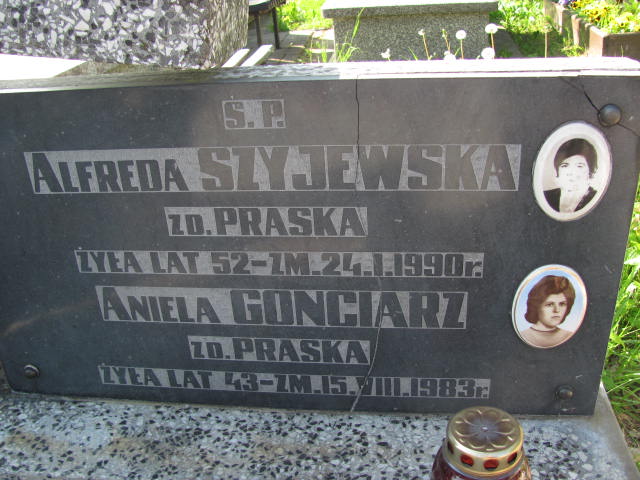 Ś.P.
ALFREDA SZYJEWSKA
ZD. PRASKA
ŻYŁA LAT 52-ZM.24.I.1990r.
ANIELA GONCIARZ
ZD. PRASKA
ŻYŁA LAT 43-ZM.15.VIII.1983r.